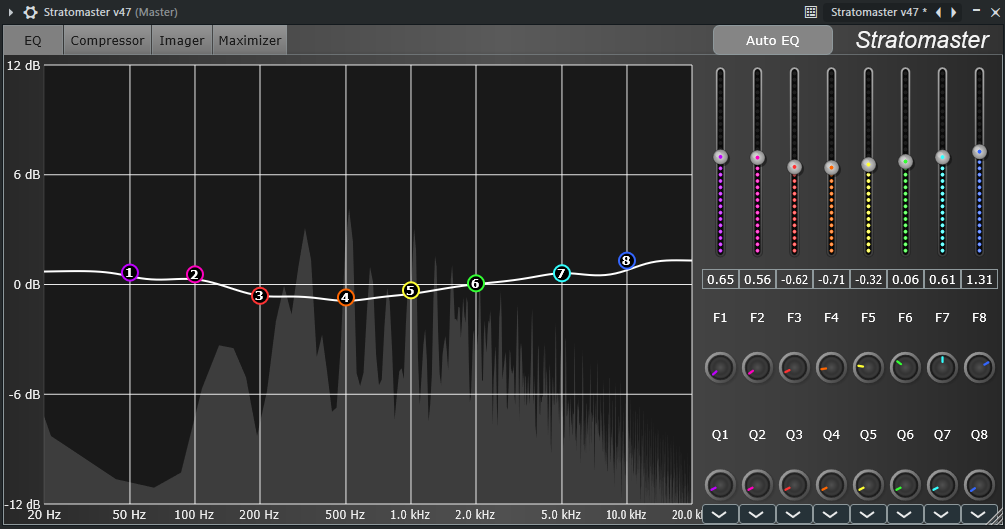 Stratomaster v47 (Master)
Stratomaster v47 *
EQ Compressor Imager Maximizer
Auto EQ
Stratomaster
12 dB
6 dB
0 dB
-6 dB
-12 dB
1 2 3 4 5 6 7 8
20 Hz 50 Hz 100 Hz 200 Hz 500 Hz 1.0 kHz 2.0 kHz 5.0 kHz 10.0 kHz 20.0 k
0.65 0.56 -0.62 -0.71 -0.32 0.06 0.61 1.31
F1 F2 F3 F4 F5 F6 F7 F8
Q1 Q2 Q3 Q4 Q5 Q6 Q7 Q8